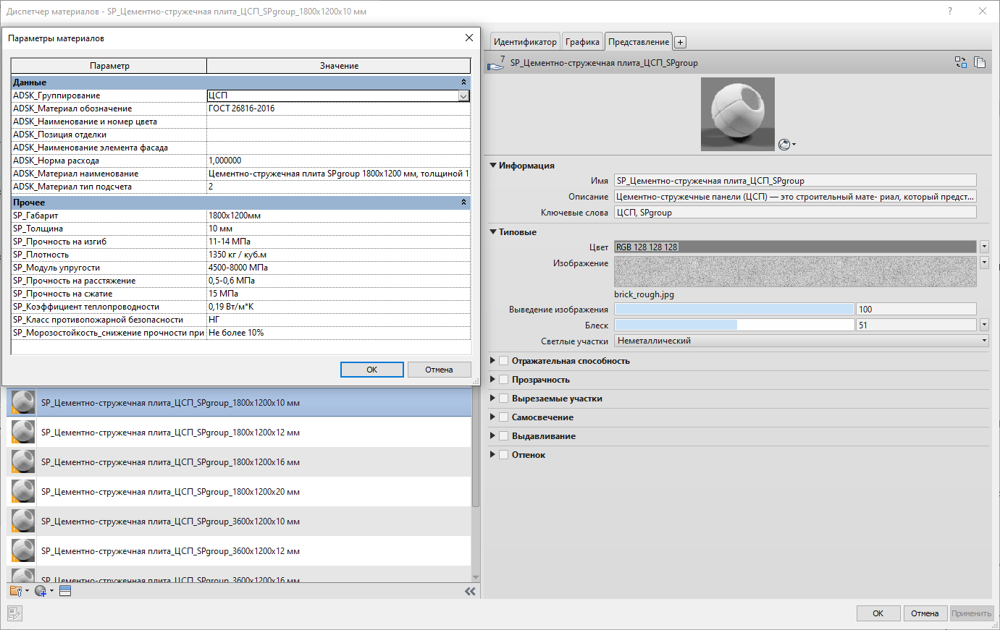 Диспетчер материалов - SP_Цементно-стружечная плита_ЦСП_SPgroup_1800x1200x10 мм
?
Параметры материалов
Параметр Значение
Данные
ADSK_Группирование ЦСП
ADSK_Материал обозначение ГОСТ 26816-2016
ADSK_Наименование и номер цвета
ADSK_Позиция отделки
ADSK_Наименование элемента фасада
ADSK_Норма расхода 1,000000
ADSK_Материал наименование Цементно-стружечная плита SPgroup 1800x1200 мм, толщиной 1
ADSK_Материал тип подсчета 2
Прочее
SP_Габарит 1800x1200мм
SP_Толщина 10 мм
SP_Прочность на изгиб 11-14 МПа
SP_Плотность 1350 кг / куб.м
SP_Модуль упругости 4500-8000 МПа
SP_Прочность на расстяжение 0,5-0,6 МПа
SP_Прочность на сжатие 15 МПа
SP_Коэффициент теплопроводности 0,19 Вт/м*К
SP_Класс противопожарной безопасности НГ
SP_Морозостойкость_снижение прочности при Не более 10%
OK Отмена
SP_Цементно-стружечная плита_ЦСП_SPgroup_1800x1200x10 мм
SP_Цементно-стружечная плита_ЦСП_SPgroup_1800x1200x12 мм
SP_Цементно-стружечная плита_ЦСП_SPgroup_1800x1200x16 мм
SP_Цементно-стружечная плита_ЦСП_SPgroup_1800x1200x20 мм
SP_Цементно-стружечная плита_ЦСП_SPgroup_3600x1200x10 мм
SP_Цементно-стружечная плита_ЦСП_SPgroup_3600x1200x12 мм
SP_Цементно-стружечная плита_ЦСП_SPgroup_3600x1200x16 мм
Идентификатор Графика Представление +
7 SP_Цементно-стружечная плита_ЦСП_SPgroup
Информация
Имя SP_Цементно-стружечная плита_ЦСП_SPgroup
Описание Цементно-стружечные панели (ЦСП) — это строительный мате- риал, который предст...
Ключевые слова ЦСП, SPgroup
Типовые
Цвет RGB 128 128 128
Изображение
brick_rough.jpg
Выведение изображения 100
Блеск 51
Светлые участки Неметаллический
Отражательная способность
Прозрачность
Вырезаемые участки
Самосвечение
Выдавливание
Оттенок
OK Отмена Применить